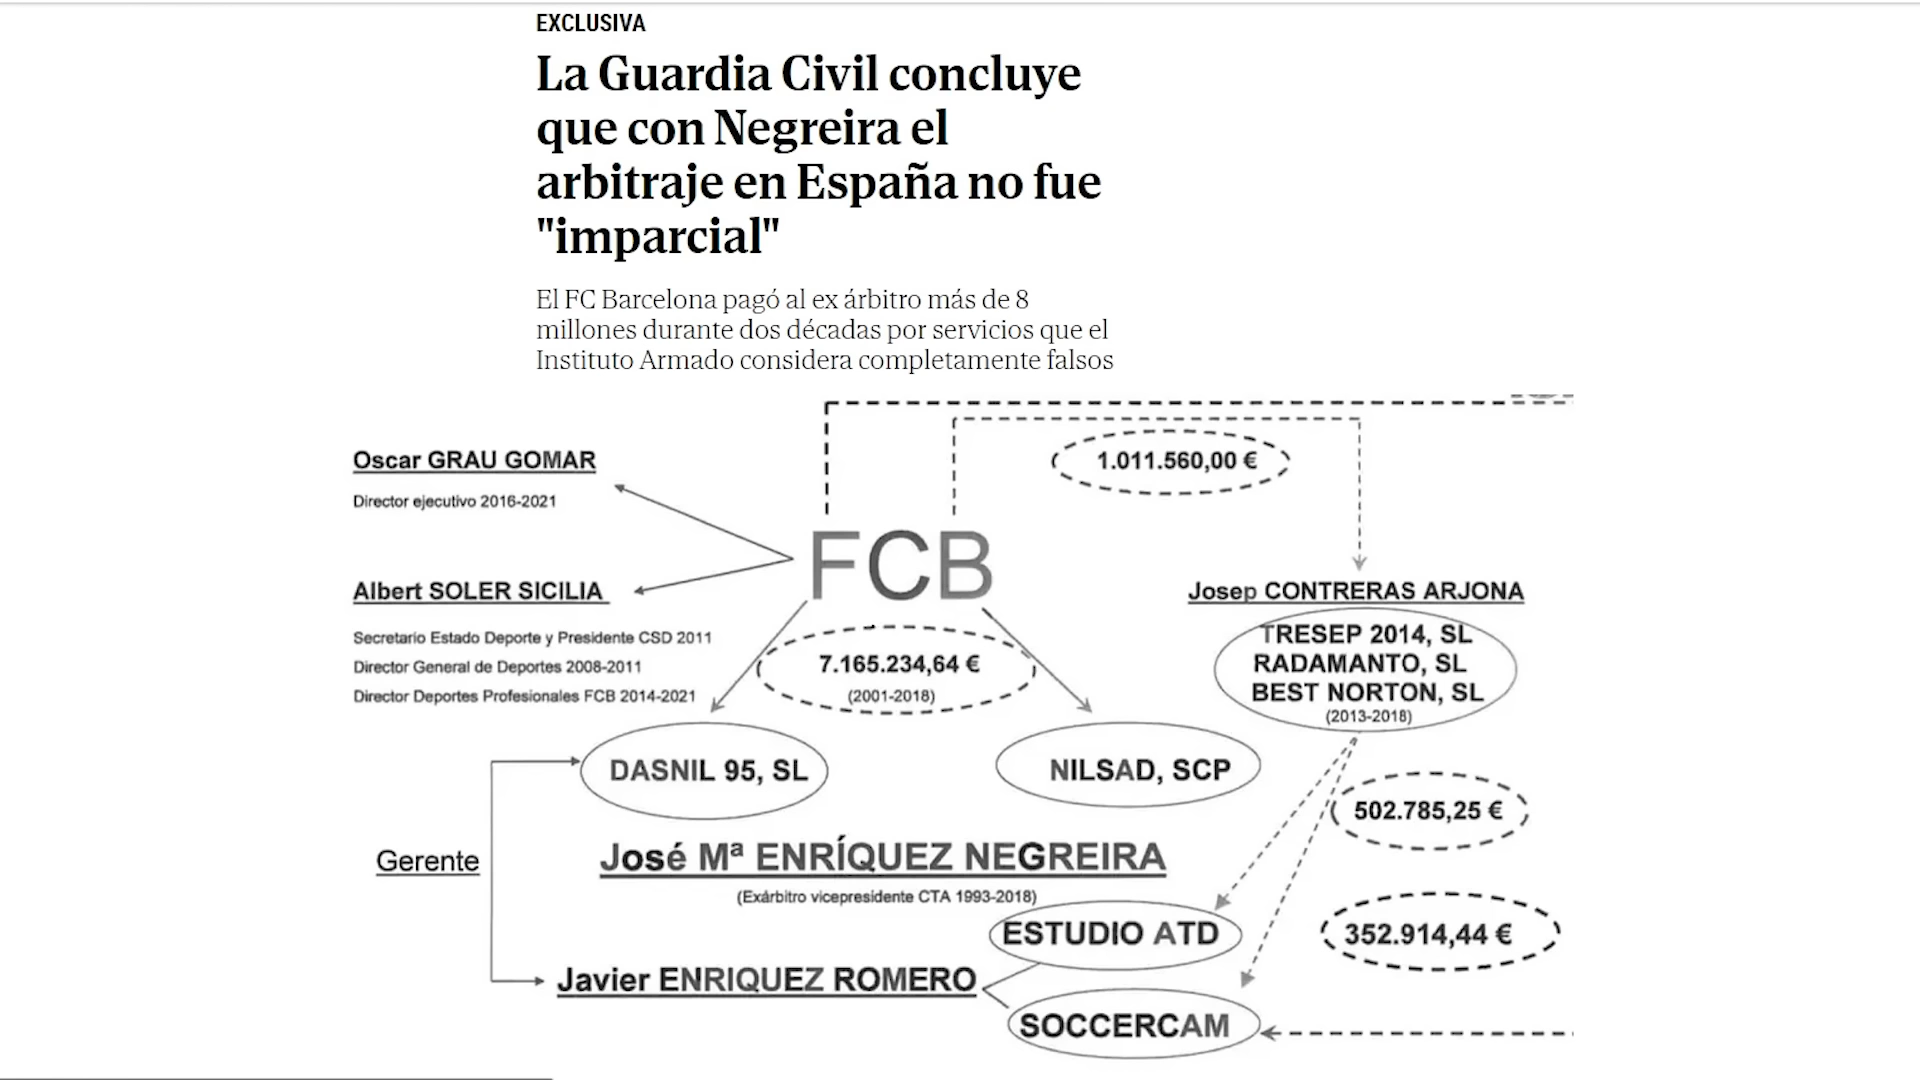 EXCLUSIVA
La Guardia Civil concluye
que con Negreira el
arbitraje en España no fue
"imparcial"
El FC Barcelona pagó al ex árbitro más de 8
millones durante dos décadas por servicios que el
Instituto Armado considera completamente falsos
1.011.560,00 €
Oscar GRAU GOMAR
Director ejecutivo 2016-2021
FCB
Albert SOLER SICILIA
Secretario Estado Deporte y Presidente CSD 2011
Director General de Deportes 2008-2011
Director Deportes Profesionales FCB 2014-2021
7.165.234,64 €
(2001-2018)
Josep CONTRERAS ARJONA
TRESEP 2014, SL
RADAMANTO, SL
BEST NORTON, SL
(2013-2018)
DASNIL 95, SL
NILSAD, SCP
502.785,25 €
Gerente
José Mª ENRÍQUEZ NEGREIRA
(Exárbitro vicepresidente CTA 1993-2018)
ESTUDIO ATD
352.914,44 €
Javier ENRIQUEZ ROMERO
SOCCERCAM